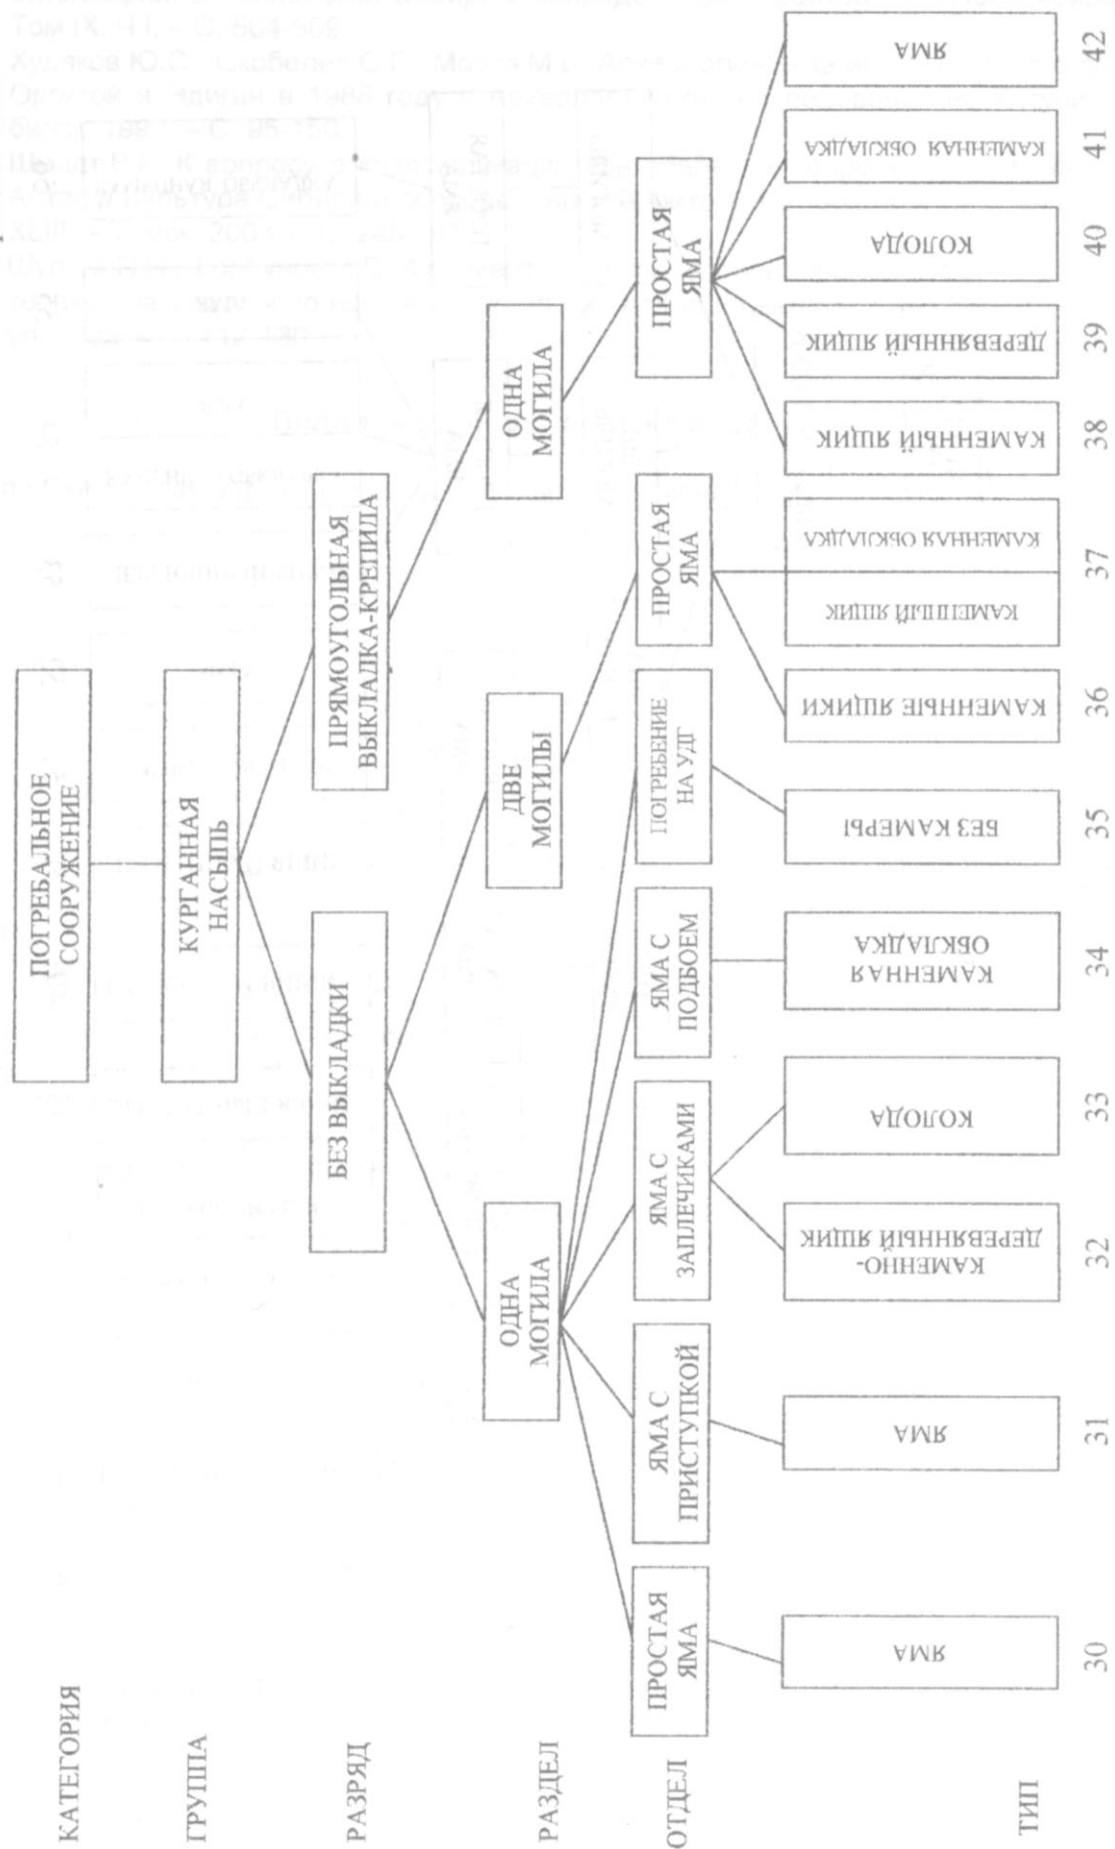 КАТЕГОРИЯ
ПОГРЕБАЛЬНОЕ
СООРУЖЕНИЕ
ГРУППА
КУРГАННАЯ
НАСЫПЬ
РАЗРЯД
БЕЗ ВЫКЛАДКИ
ПРЯМОУГОЛЬНАЯ
ВЫКЛАДКА-КРЕПИДА
РАЗДЕЛ
ОДНА
МОГИЛА
ДВЕ
МОГИЛЫ
ОДНА
МОГИЛА
ОТДЕЛ
ПРОСТАЯ
ЯМА
ЯМА С
ПРИСТУПКОЙ
ЯМА С
ЗАПЛЕЧИКАМИ
ЯМА С
ПОДБОЕМ
ПОГРЕБЕНИЕ
НА УДГ
ПРОСТАЯ
ЯМА
ПРОСТАЯ
ЯМА
ТИП
ЯМА
ЯМА
КАМЕННО-
ДЕРЕВЯННЫЙ ЯЩИК
КОЛОДА
КАМЕННАЯ
ОБКЛАДКА
БЕЗ КАМЕРЫ
КАМЕННЫЕ ЯЩИКИ
КАМЕННЫЙ ЯЩИК
КАМЕННАЯ ОБКЛАДКА
КАМЕННЫЙ ЯЩИК
ДЕРЕВЯННЫЙ ЯЩИК
КОЛОДА
КАМЕННАЯ ОБКЛАДКА
ЯМА
30
31
32
33
34
35
36
37
38
39
40
41
42